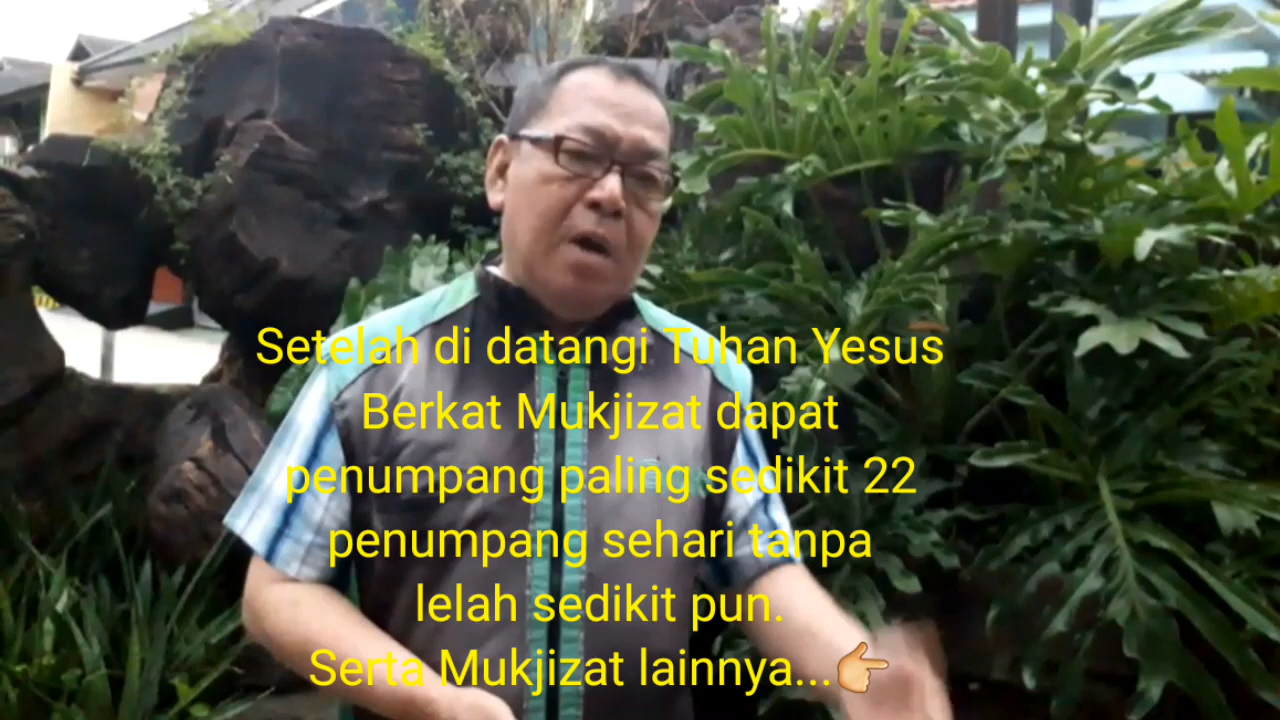 Setelah di datangi Tuhan Yesus
Berkat Mukjizat dapat
penumpang paling sedikit 22
penumpang sehari tanpa
lelah sedikit pun.
Serta Mukjizat lainnya...👉